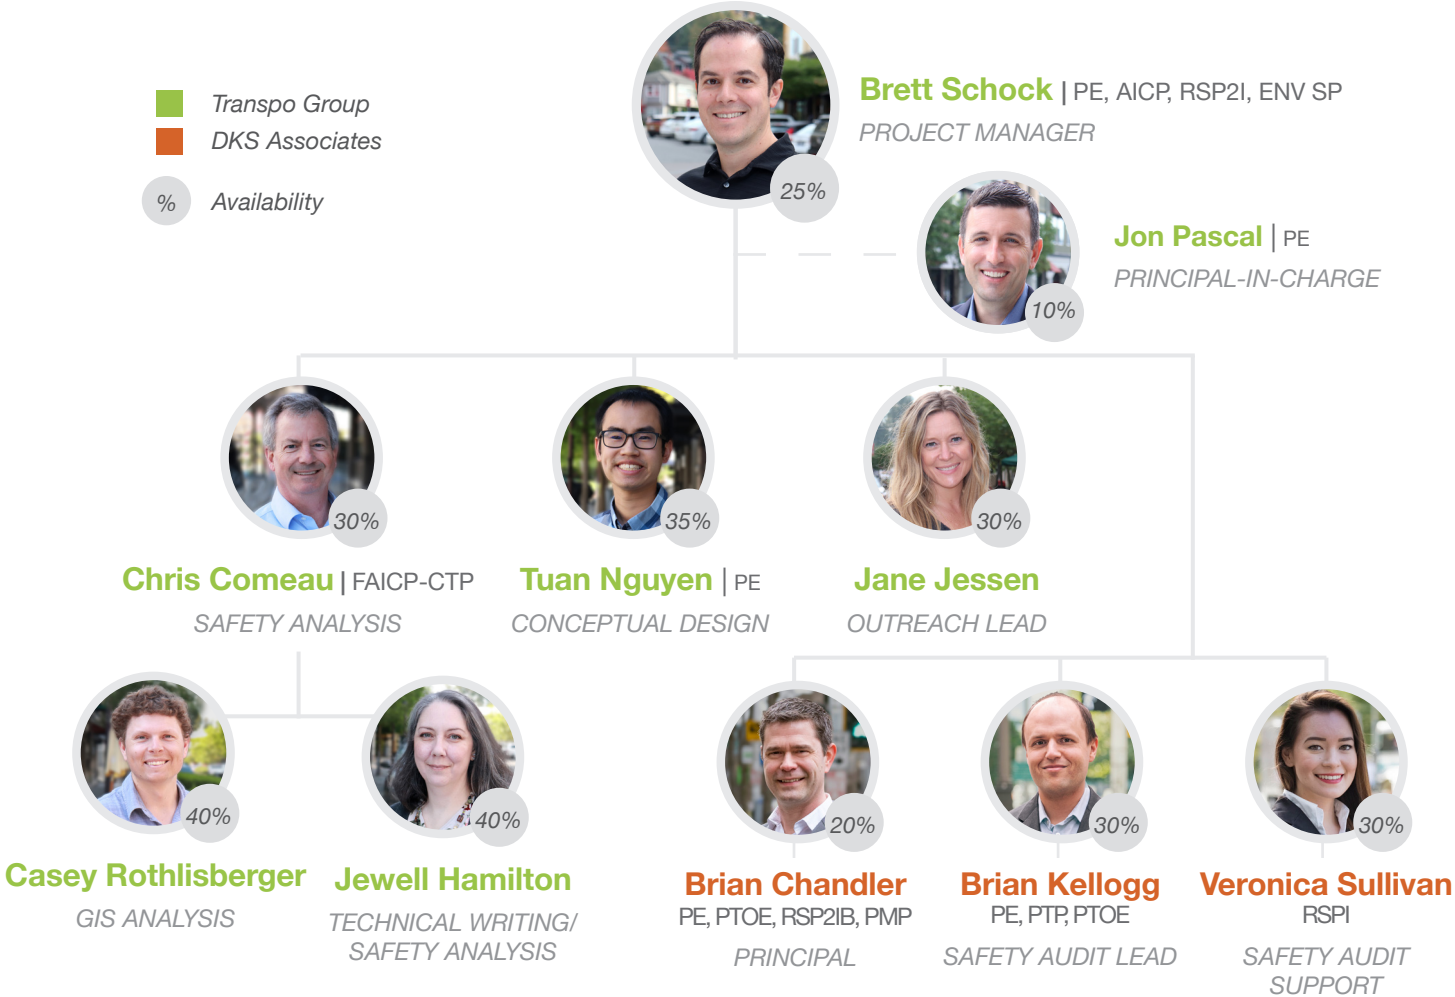 Transpo Group
DKS Associates
% Availability
Brett Schock | PE, AICP, RSP2I, ENV SP
PROJECT MANAGER
25%
Jon Pascal | PE
PRINCIPAL-IN-CHARGE
10%
30%
35%
30%
Chris Comeau | FAICP-CTP
SAFETY ANALYSIS
Tuan Nguyen | PE
CONCEPTUAL DESIGN
Jane Jessen
OUTREACH LEAD
40%
40%
20%
30%
30%
Casey Rothlisberger
GIS ANALYSIS
Jewell Hamilton
TECHNICAL WRITING/
SAFETY ANALYSIS
Brian Chandler
PE, PTOE, RSP2IB, PMP
PRINCIPAL
Brian Kellogg
PE, PTP, PTOE
SAFETY AUDIT LEAD
Veronica Sullivan
RSPI
SAFETY AUDIT
SUPPORT